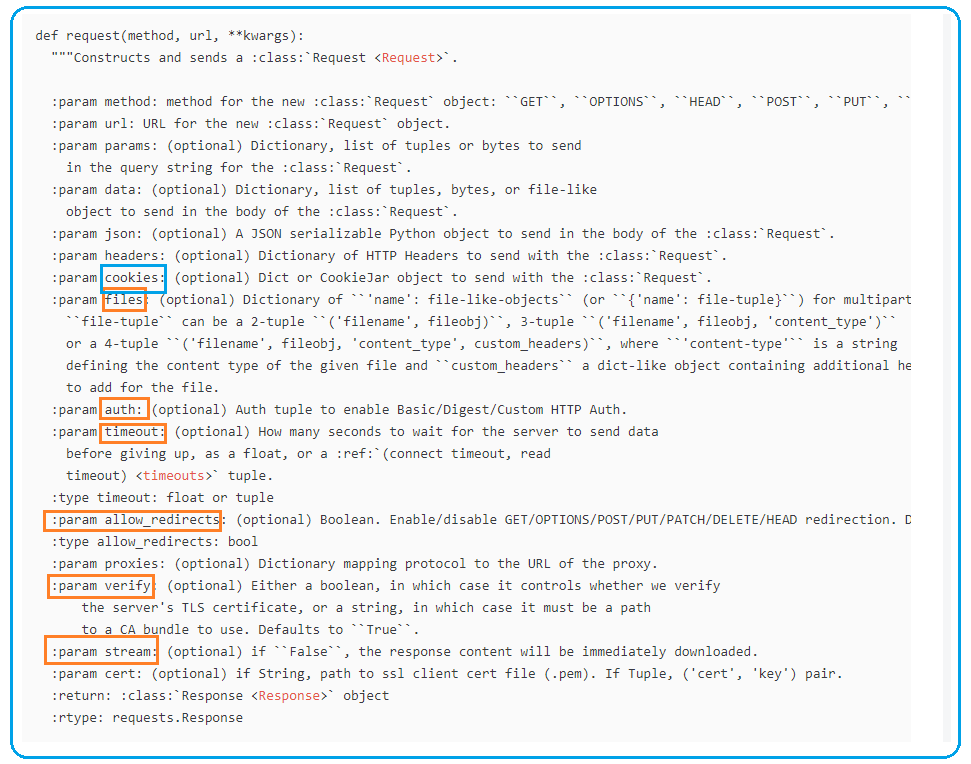 def request(method, url, **kwargs):
"""Constructs and sends a :class:`Request <Request>`.
:param method: method for the new :class:`Request` object: ``GET``, ``OPTIONS``, ``HEAD``, ``POST``, ``PUT``, ``
:param url: URL for the new :class:`Request` object.
:param params: (optional) Dictionary, list of tuples or bytes to send
in the query string for the :class:`Request`.
:param data: (optional) Dictionary, list of tuples, bytes, or file-like
object to send in the body of the :class:`Request`.
:param json: (optional) A JSON serializable Python object to send in the body of the :class:`Request`.
:param headers: (optional) Dictionary of HTTP Headers to send with the :class:`Request`.
:param cookies: (optional) Dict or CookieJar object to send with the :class:`Request`.
:param files: (optional) Dictionary of ``'name': file-like-objects`` (or ``{'name': file-tuple}``) for multipart
``file-tuple`` can be a 2-tuple ``('filename', fileobj)``, 3-tuple ``('filename', fileobj, 'content_type')``
or a 4-tuple ``('filename', fileobj, 'content_type', custom_headers)``, where ``'content-type'`` is a string
defining the content type of the given file and ``custom_headers`` a dict-like object containing additional he
to add for the file.
:param auth: (optional) Auth tuple to enable Basic/Digest/Custom HTTP Auth.
:param timeout: (optional) How many seconds to wait for the server to send data
before giving up, as a float, or a :ref:`(connect timeout, read
timeout) <timeouts>` tuple.
:type timeout: float or tuple
:param allow_redirects: (optional) Boolean. Enable/disable GET/OPTIONS/POST/PUT/PATCH/DELETE/HEAD redirection. D
:type allow_redirects: bool
:param proxies: (optional) Dictionary mapping protocol to the URL of the proxy.
:param verify: (optional) Either a boolean, in which case it controls whether we verify
the server's TLS certificate, or a string, in which case it must be a path
to a CA bundle to use. Defaults to ``True``.
:param stream: (optional) if ``False``, the response content will be immediately downloaded.
:param cert: (optional) if String, path to ssl client cert file (.pem). If Tuple, ('cert', 'key') pair.
:return: :class:`Response <Response>` object
:rtype: requests.Response